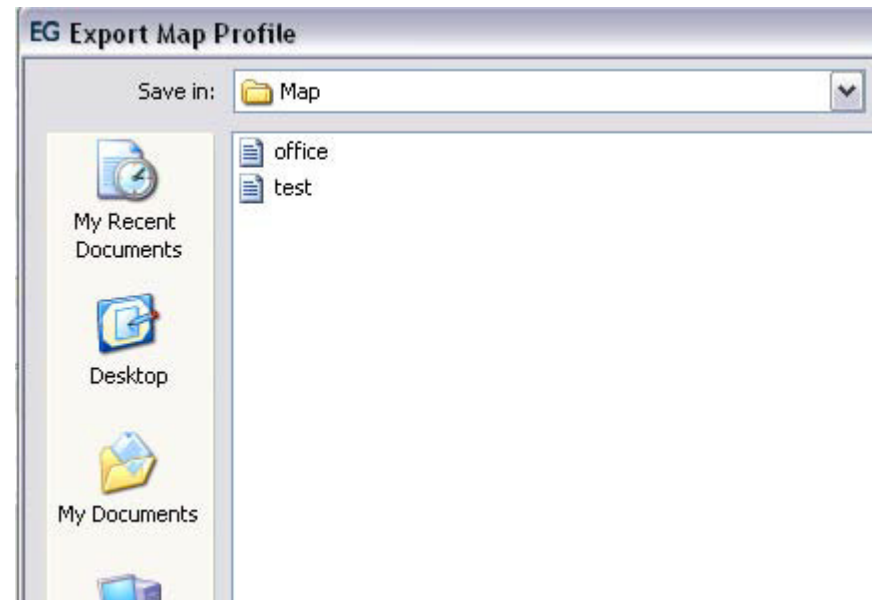 EG Export Map Profile
Save in:
Map
office
test
My Recent
Documents
Desktop
My Documents